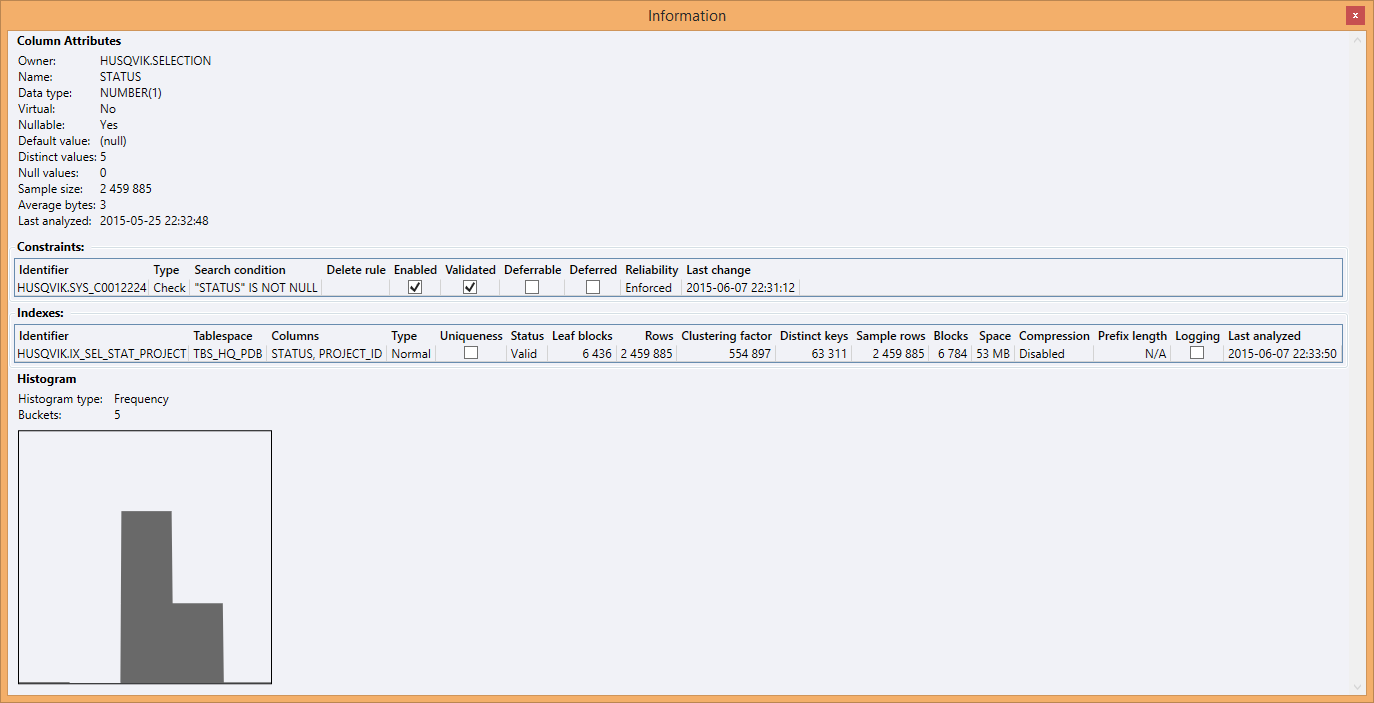 Information
x
Column Attributes
Owner: HUSQVIK.SELECTION
Name: STATUS
Data type: NUMBER(1)
Virtual: No
Nullable: Yes
Default value: (null)
Distinct values: 5
Null values: 0
Sample size: 2 459 885
Average bytes: 3
Last analyzed: 2015-05-25 22:32:48
Constraints:
Identifier Type Search condition Delete rule Enabled Validated Deferrable Deferred Reliability Last change
HUSQVIK.SYS_C0012224 Check "STATUS" IS NOT NULL Enforced 2015-06-07 22:31:12
Indexes:
Identifier Tablespace Columns Type Uniqueness Status Leaf blocks Rows Clustering factor Distinct keys Sample rows Blocks Space Compression Prefix length Logging Last analyzed
HUSQVIK.IX_SEL_STAT_PROJECT TBS_HQ_PDB STATUS, PROJECT_ID Normal Valid 6 436 2 459 885 554 897 63 311 2 459 885 6 784 53 MB Disabled N/A 2015-06-07 22:33:50
Histogram
Histogram type: Frequency
Buckets: 5